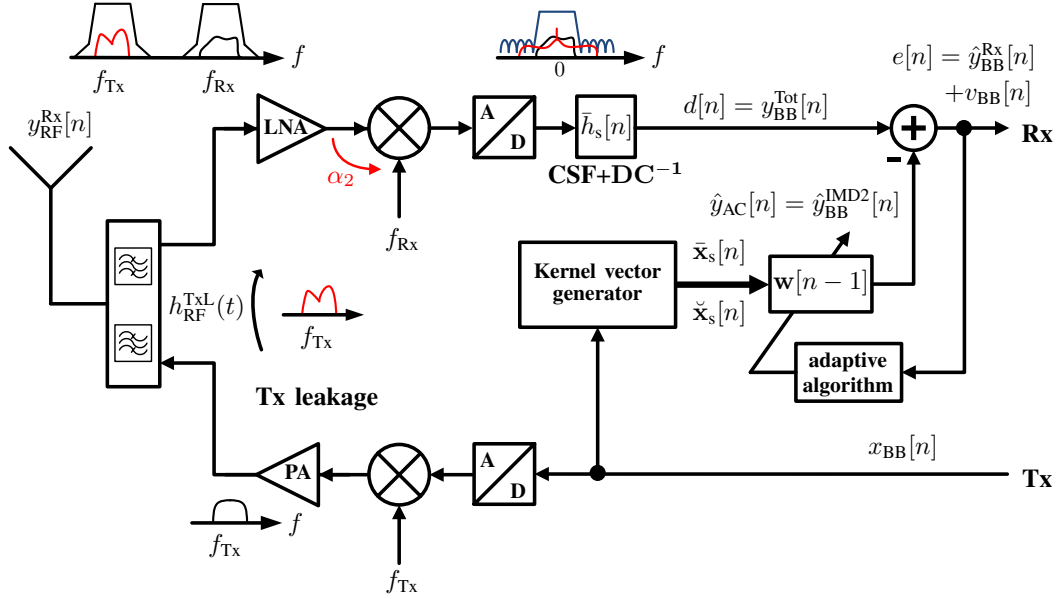 f
f_Tx
f_Rx
f
0
e[n] = ŷ_BB^Rx[n]
+v_BB[n]
y_RF^Rx[n]
LNA
α₂
A
D
h̄_s[n]
d[n] = y_BB^Tot[n]
Rx
CSF+DC⁻¹
f_Rx
ŷ_AC[n] = ŷ_BB^IMD2[n]
Kernel vector
generator
x̄_s[n]
x̆_s[n]
w[n − 1]
h_RF^TxL(t)
f_Tx
adaptive
algorithm
Tx leakage
x_BB[n]
PA
A
D
Tx
f
f_Tx
f_Tx